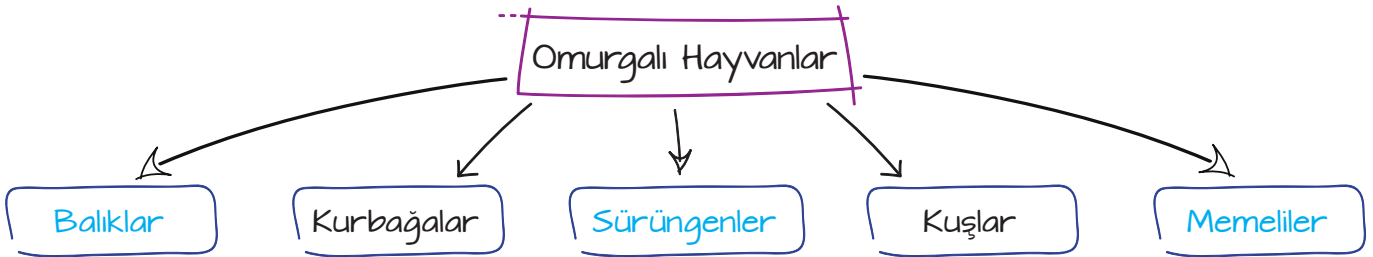 Omurgalı Hayvanlar
Balıklar
Kurbağalar
Sürüngenler
Kuşlar
Memeliler